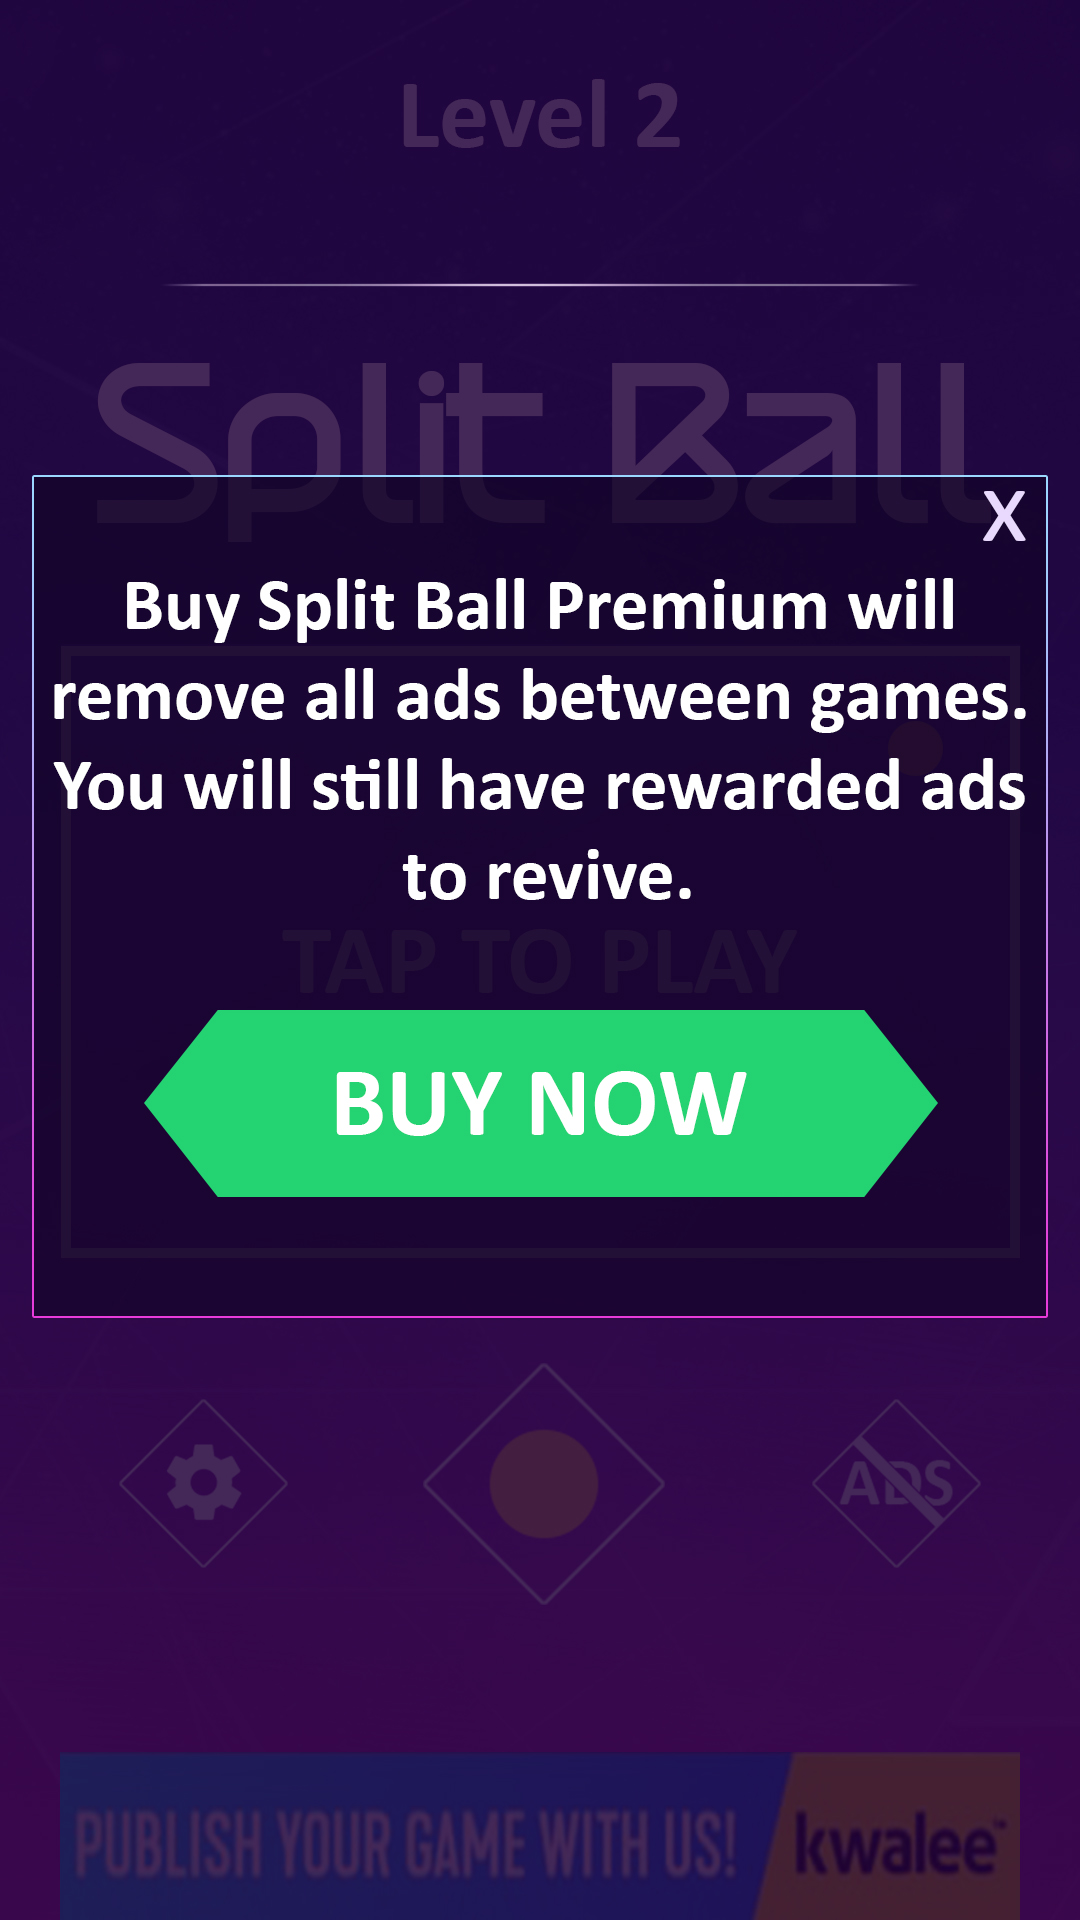 Level 2
Split Ball
X
Buy Split Ball Premium will
remove all ads between games.
You will still have rewarded ads
to revive.
TAP TO PLAY
BUY NOW
ADS
PUBLISH YOUR GAME WITH US!
kwalee™